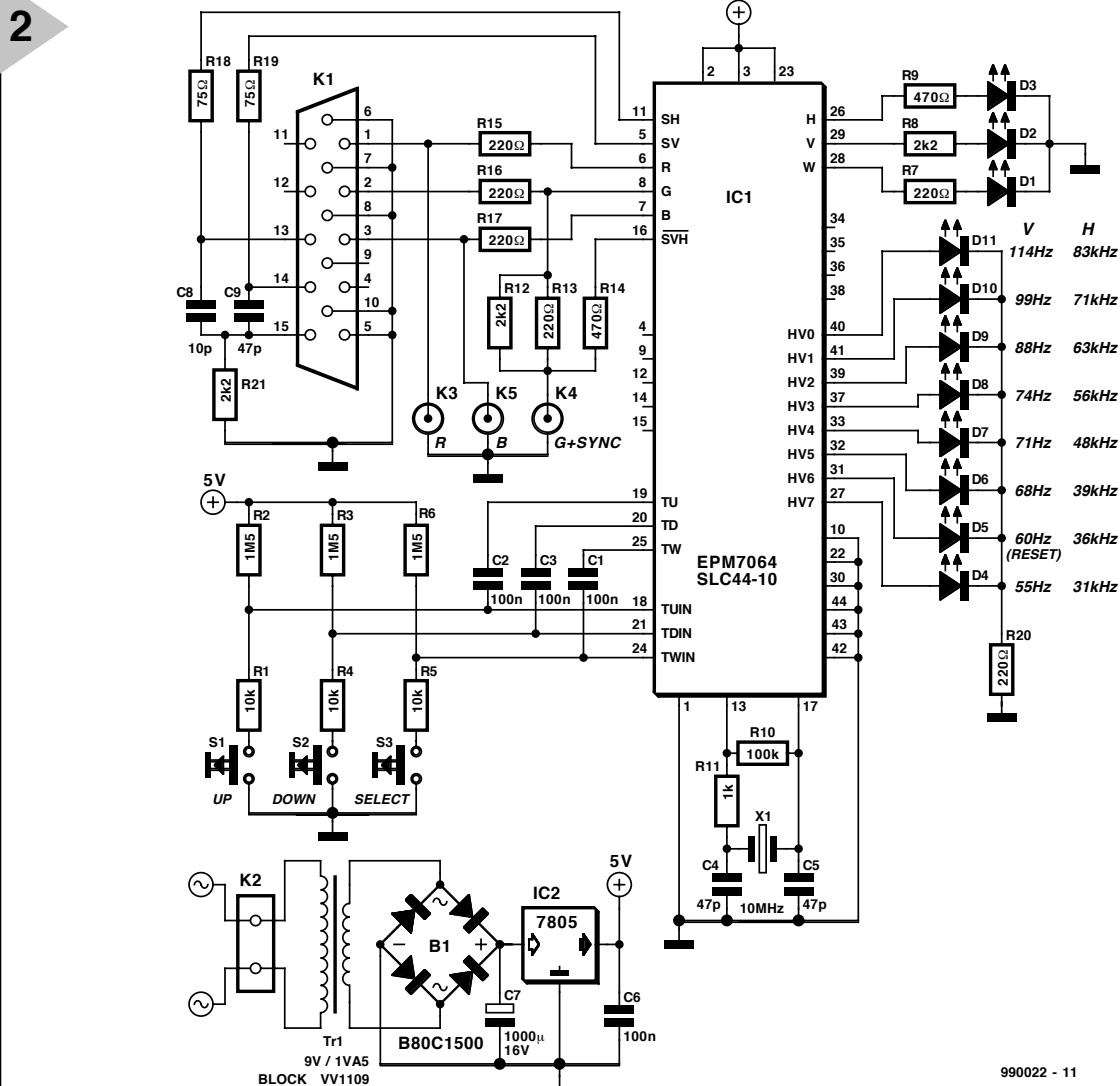 2
R18
75Ω
R19
75Ω
K1
6
1
7
2
8
3
9
4
10
5
11
12
13
14
15
C8
10p
C9
47p
R21
2k2
R15
220Ω
R16
220Ω
R17
220Ω
R12
2k2
R13
220Ω
R14
470Ω
K3
R
K5
B
K4
G+SYNC
2
3
23
11
SH
5
SV
6
R
8
G
7
B
16
SVH
IC1
4
9
12
14
15
19
TU
20
TD
25
TW
18
TUIN
21
TDIN
24
TWIN
EPM7064
SLC44-10
H
26
V
29
W
28
34
35
36
38
HV0
40
HV1
41
HV2
39
HV3
37
HV4
33
HV5
32
HV6
31
HV7
27
10
22
30
44
43
42
1
13
17
R9
470Ω
D3
R8
2k2
D2
R7
220Ω
D1
V H
D11
114Hz 83kHz
D10
99Hz 71kHz
D9
88Hz 63kHz
D8
74Hz 56kHz
D7
71Hz 48kHz
D6
68Hz 39kHz
D5
60Hz 36kHz
(RESET)
D4
55Hz 31kHz
R20
220Ω
5V
R2
1M5
R3
1M5
R6
1M5
C2
100n
C3
100n
C1
100n
R1
10k
R4
10k
R5
10k
S1
UP
S2
DOWN
S3
SELECT
R10
100k
R11
1k
X1
10MHz
C4
47p
C5
47p
K2
Tr1
9V / 1VA5
BLOCK VV1109
B1
B80C1500
C7
1000µ
16V
IC2
7805
5V
C6
100n
990022 - 11